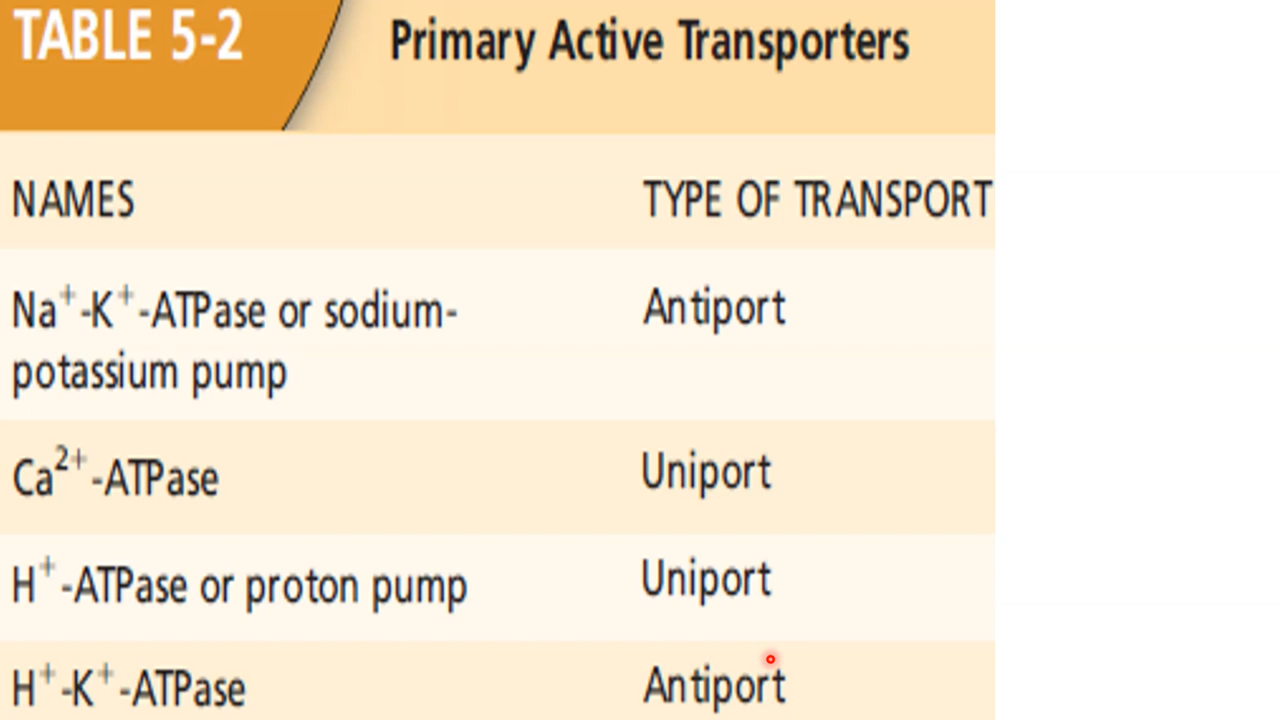 TABLE 5-2 Primary Active Transporters
NAMES TYPE OF TRANSPORT
Na⁺-K⁺-ATPase or sodium- Antiport
potassium pump
Ca²⁺-ATPase Uniport
H⁺-ATPase or proton pump Uniport
H⁺-K⁺-ATPase Antiport